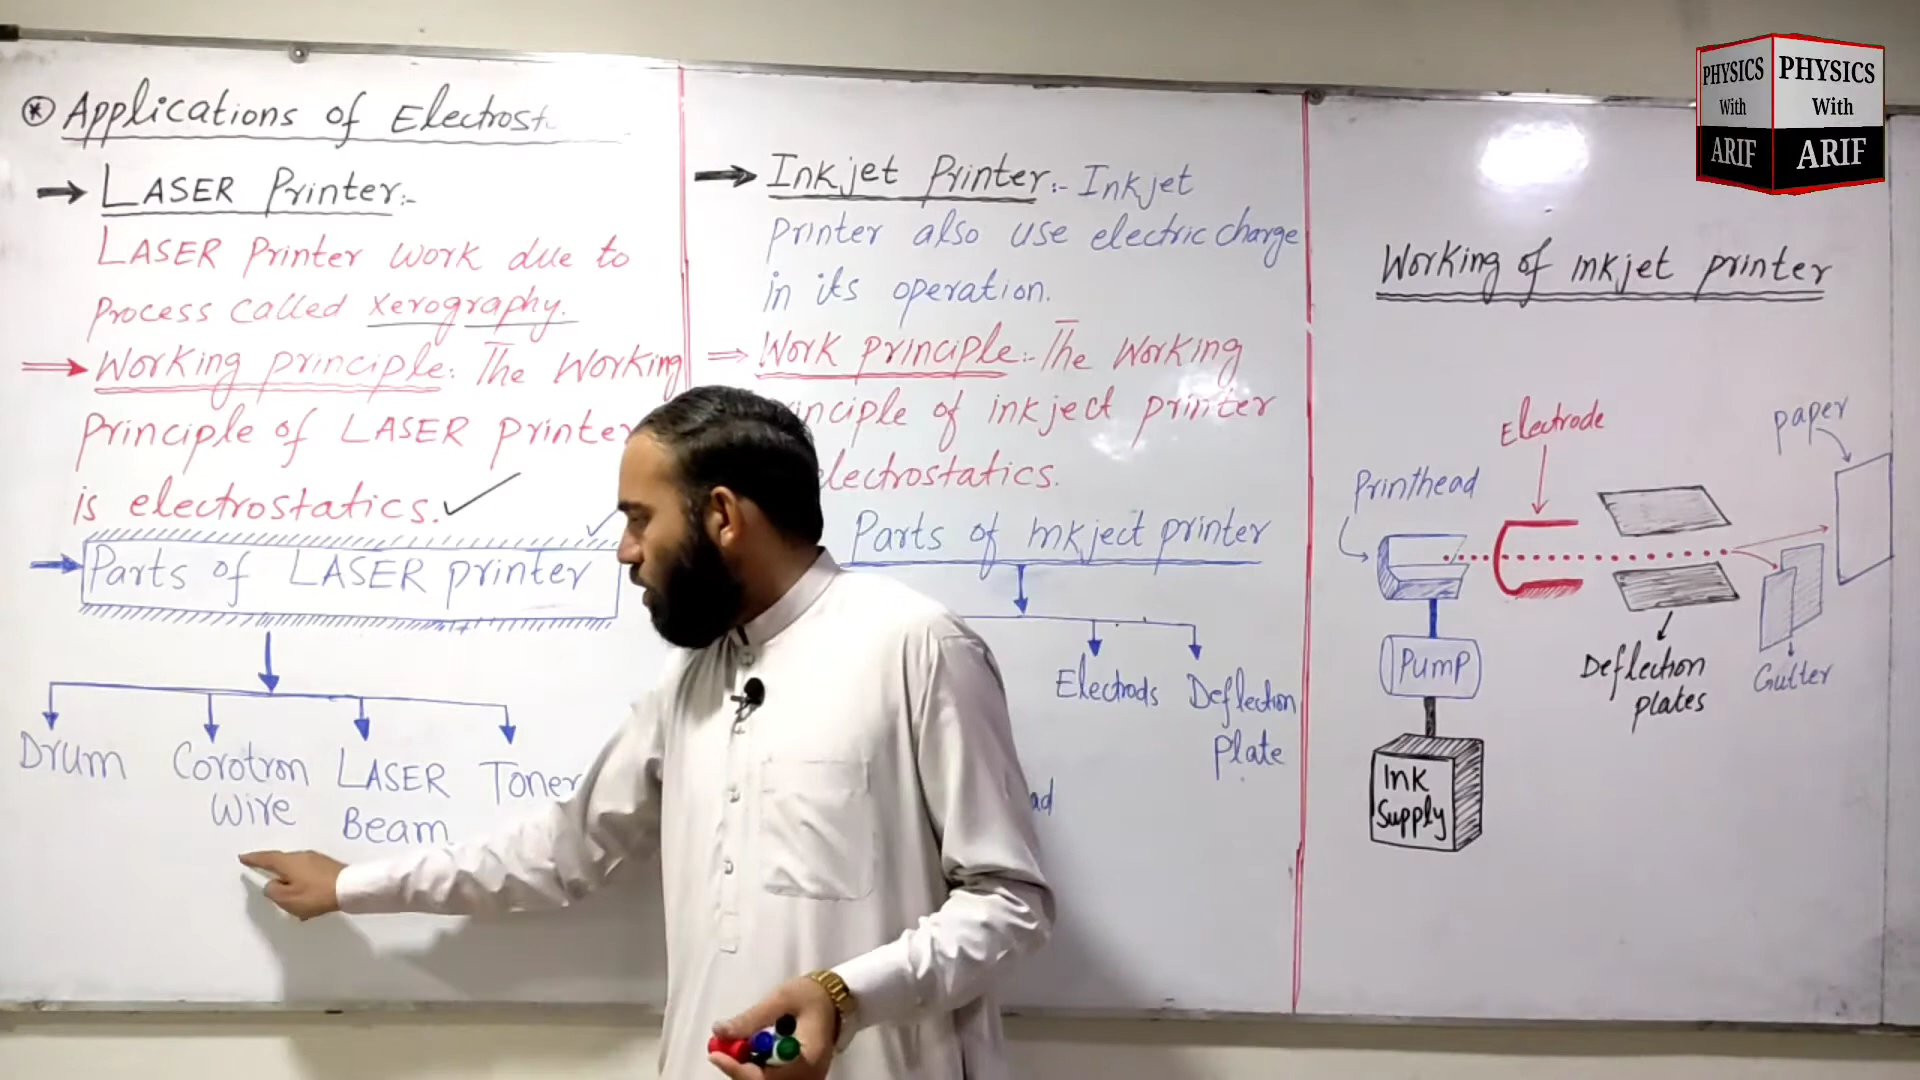 Applications of Electrost
LASER Printer:-
LASER Printer work due to
process called xerography.
Working principle: The Working
Principle of LASER printer
is electrostatics.
Parts of LASER printer
Drum
Corotron
Wire
LASER
Beam
Toner
Inkjet Printer:- Inkjet
printer also use electric charge
in its operation.
Work principle:- The Working
inciple of inkject printer
electrostatics.
Parts of inkject printer
Electrods
Deflection
plate
ad
Working of inkjet printer
Electrode
paper
Printhead
Pump
Deflection
plates
Gutter
Ink
Supply
PHYSICS
With
ARIF
PHYSICS
With
ARIF